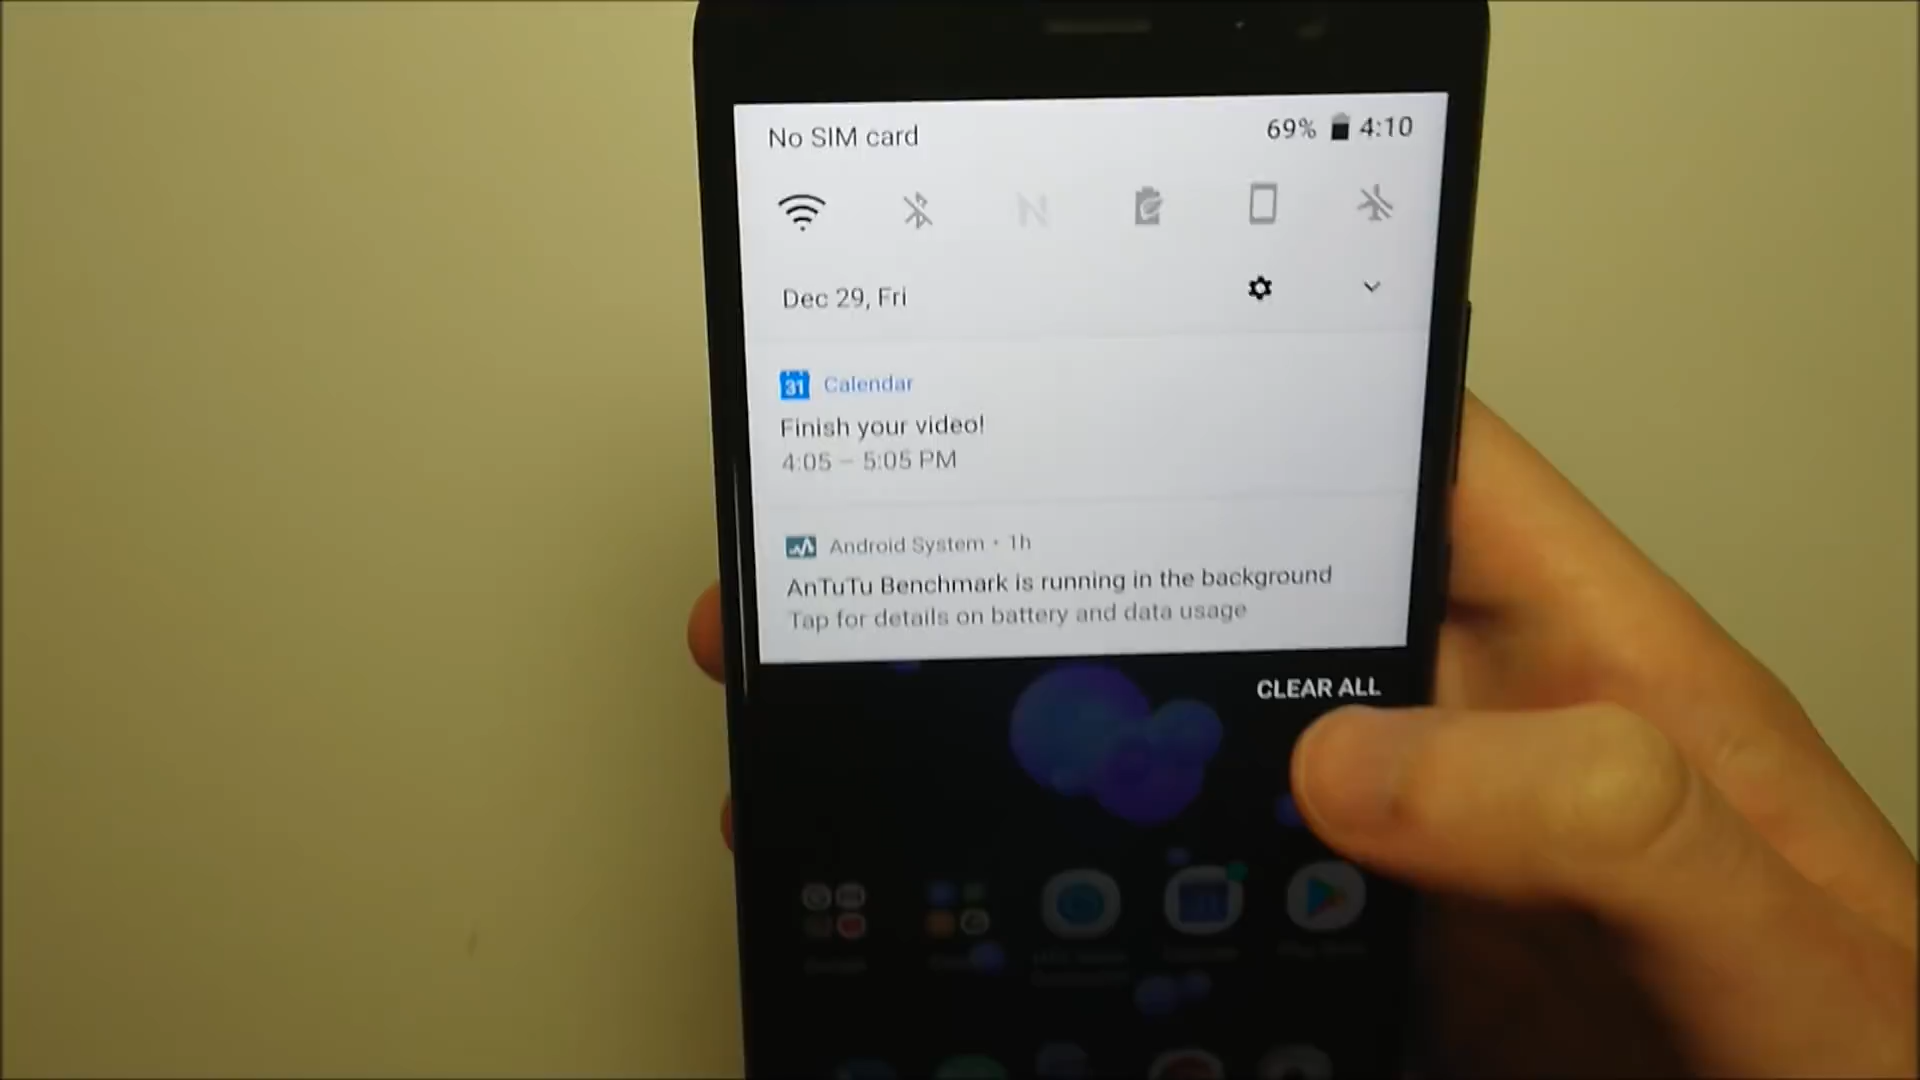 No SIM card
69% 4:10
Dec 29, Fri
31 Calendar
Finish your video!
4:05 – 5:05 PM
Android System • 1h
AnTuTu Benchmark is running in the background
Tap for details on battery and data usage
CLEAR ALL